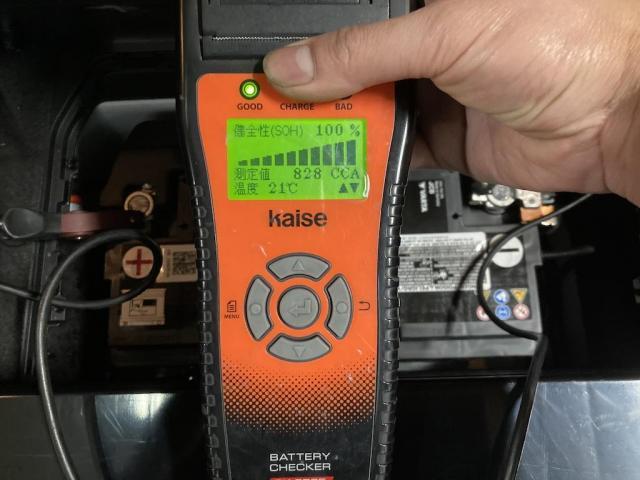 GOOD CHARGE BAD
健全性(SOH) 100 %
測定値 828 CCA
温度 21℃ ▲▼
kaise
MENU
BATTERY
CHECKER